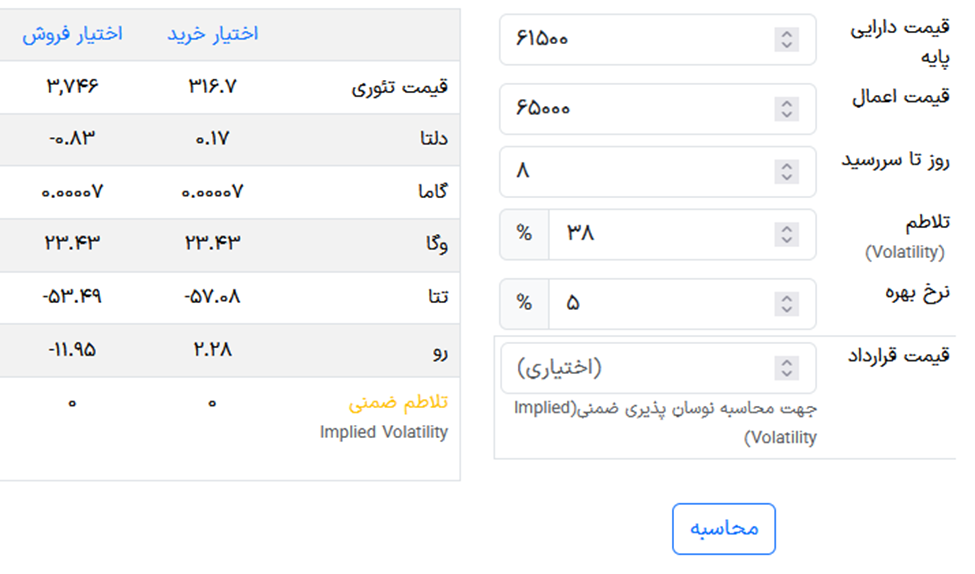 قیمت دارایی
پایه
۶۱۵۰۰
قیمت اعمال
۶۵۰۰۰
روز تا سررسید
۸
تلاطم
(Volatility)
۳۸
%
نرخ بهره
۵
%
قیمت قرارداد
(اختیاری)
جهت محاسبه نوسان پذیری ضمنی(Implied
Volatility)
محاسبه
اختیار خرید اختیار فروش
قیمت تئوری ۳۱۶.۷ ۳,۷۴۶
دلتا ۰.۱۷ -۰.۸۳
گاما ۰.۰۰۰۰۷ ۰.۰۰۰۰۷
وگا ۲۳.۴۳ ۲۳.۴۳
تتا -۵۷.۰۸ -۵۳.۴۹
رو ۲.۲۸ -۱۱.۹۵
تلاطم ضمنی ۰ ۰
Implied Volatility